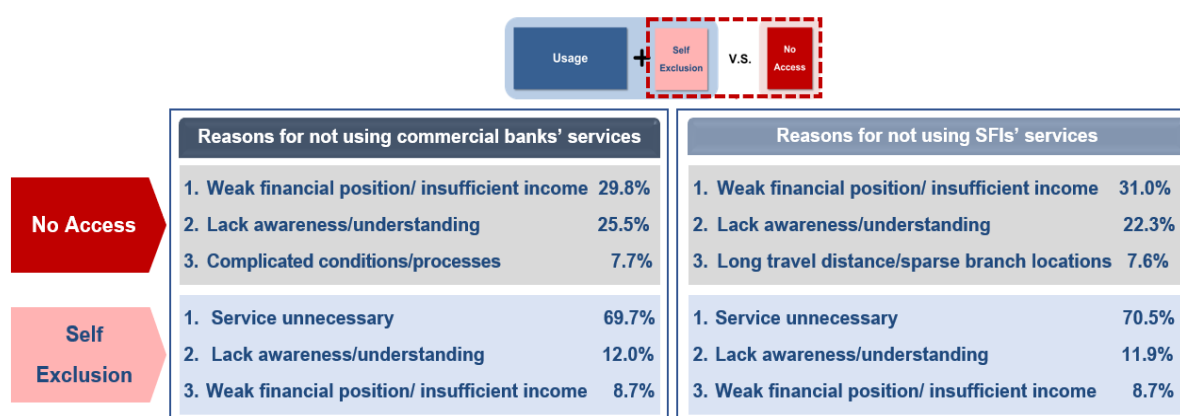 Usage
+
Self
Exclusion
V.S.
No
Access
Reasons for not using commercial banks' services
Reasons for not using SFIs' services
No Access
1. Weak financial position/ insufficient income 29.8%
2. Lack awareness/understanding 25.5%
3. Complicated conditions/processes 7.7%
1. Weak financial position/ insufficient income 31.0%
2. Lack awareness/understanding 22.3%
3. Long travel distance/sparse branch locations 7.6%
Self
Exclusion
1. Service unnecessary 69.7%
2. Lack awareness/understanding 12.0%
3. Weak financial position/ insufficient income 8.7%
1. Service unnecessary 70.5%
2. Lack awareness/understanding 11.9%
3. Weak financial position/ insufficient income 8.7%